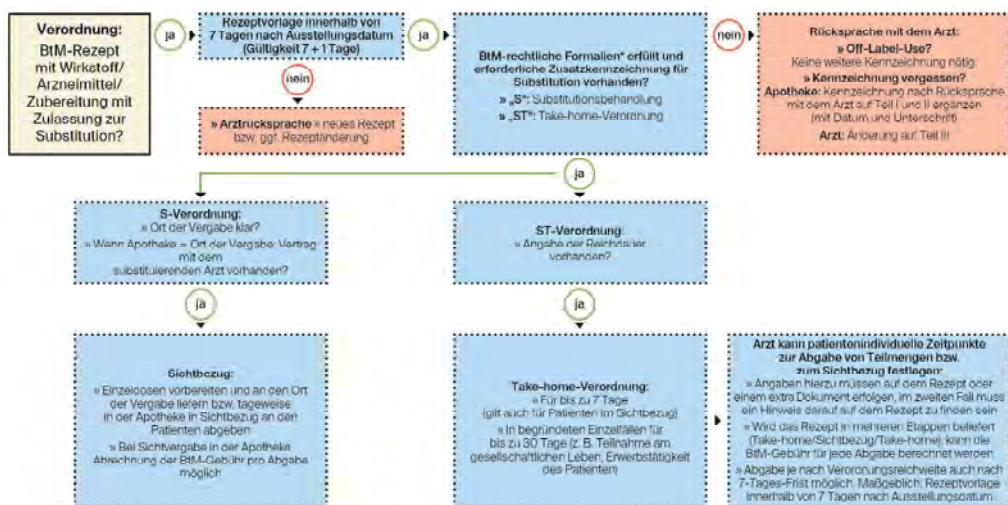 Verordnung:
BtM-Rezept
mit Wirkstoff/
Arzneimittel/
Zubereitung mit
Zulassung zur
Substitution?
ja
Rezeptvorlage innerhalb von
7 Tagen nach Ausstellungsdatum
(Gültigkeit 7 + 1 Tage)
nein
» Arztrücksprache » neues Rezept
bzw. ggf. Rezeptänderung
ja
BtM-rechtliche Formalien* erfüllt und
erforderliche Zusatzkennzeichnung für
Substitution vorhanden?
» „S“: Substitutionsbehandlung
» „ST“: Take-home-Verordnung
nein
Rücksprache mit dem Arzt:
» Off-Label-Use?
Keine weitere Kennzeichnung nötig
» Kennzeichnung vergessen?
Apotheke: Kennzeichnung nach Rücksprache
mit dem Arzt auf Teil I und II ergänzen
(mit Datum und Unterschrift)
Arzt: Änderung auf Teil III
ja
S-Verordnung:
» Ort der Vergabe klar?
» Wenn Apotheke = Ort der Vergabe: Vertrag
mit dem
substituierenden Arzt vorhanden?
ja
Sichtbezug:
» Einzeldosen vorbereiten und an den Ort
der Vergabe liefern bzw. tageweise
in der Apotheke in Sichtbezug an den
Patienten abgeben
» Bei Sichtvergabe in der Apotheke
Abrechnung der BtM-Gebühr pro Abgabe
möglich
ST-Verordnung:
» Angabe der Reichdauer
vorhanden?
ja
Take-home-Verordnung:
» Für bis zu 7 Tage
(gilt auch für Patienten im Sichtbezug)
» In begründeten Einzelfällen für
bis zu 30 Tage (z. B. Teilnahme am
gesellschaftlichen Leben, Erwerbstätigkeit
des Patienten)
Arzt kann patientenindividuelle Zeitpunkte
zur Abgabe von Teilmengen bzw.
zum Sichtbezug festlegen:
» Angaben hierzu müssen auf dem Rezept oder
einem extra Dokument erfolgen, im zweiten Fall muss
ein Hinweis darauf auf dem Rezept zu finden sein
» Wird das Rezept in mehreren Etappen beliefert
(Take-home/Sichtbezug/Take-home), kann die
BtM-Gebühr für jede Abgabe berechnet werden
» Abgabe je nach Verordnungsreichweite auch nach
7-Tages-Frist möglich. Maßgeblich: Rezeptvorlage
innerhalb von 7 Tagen nach Ausstellungsdatum